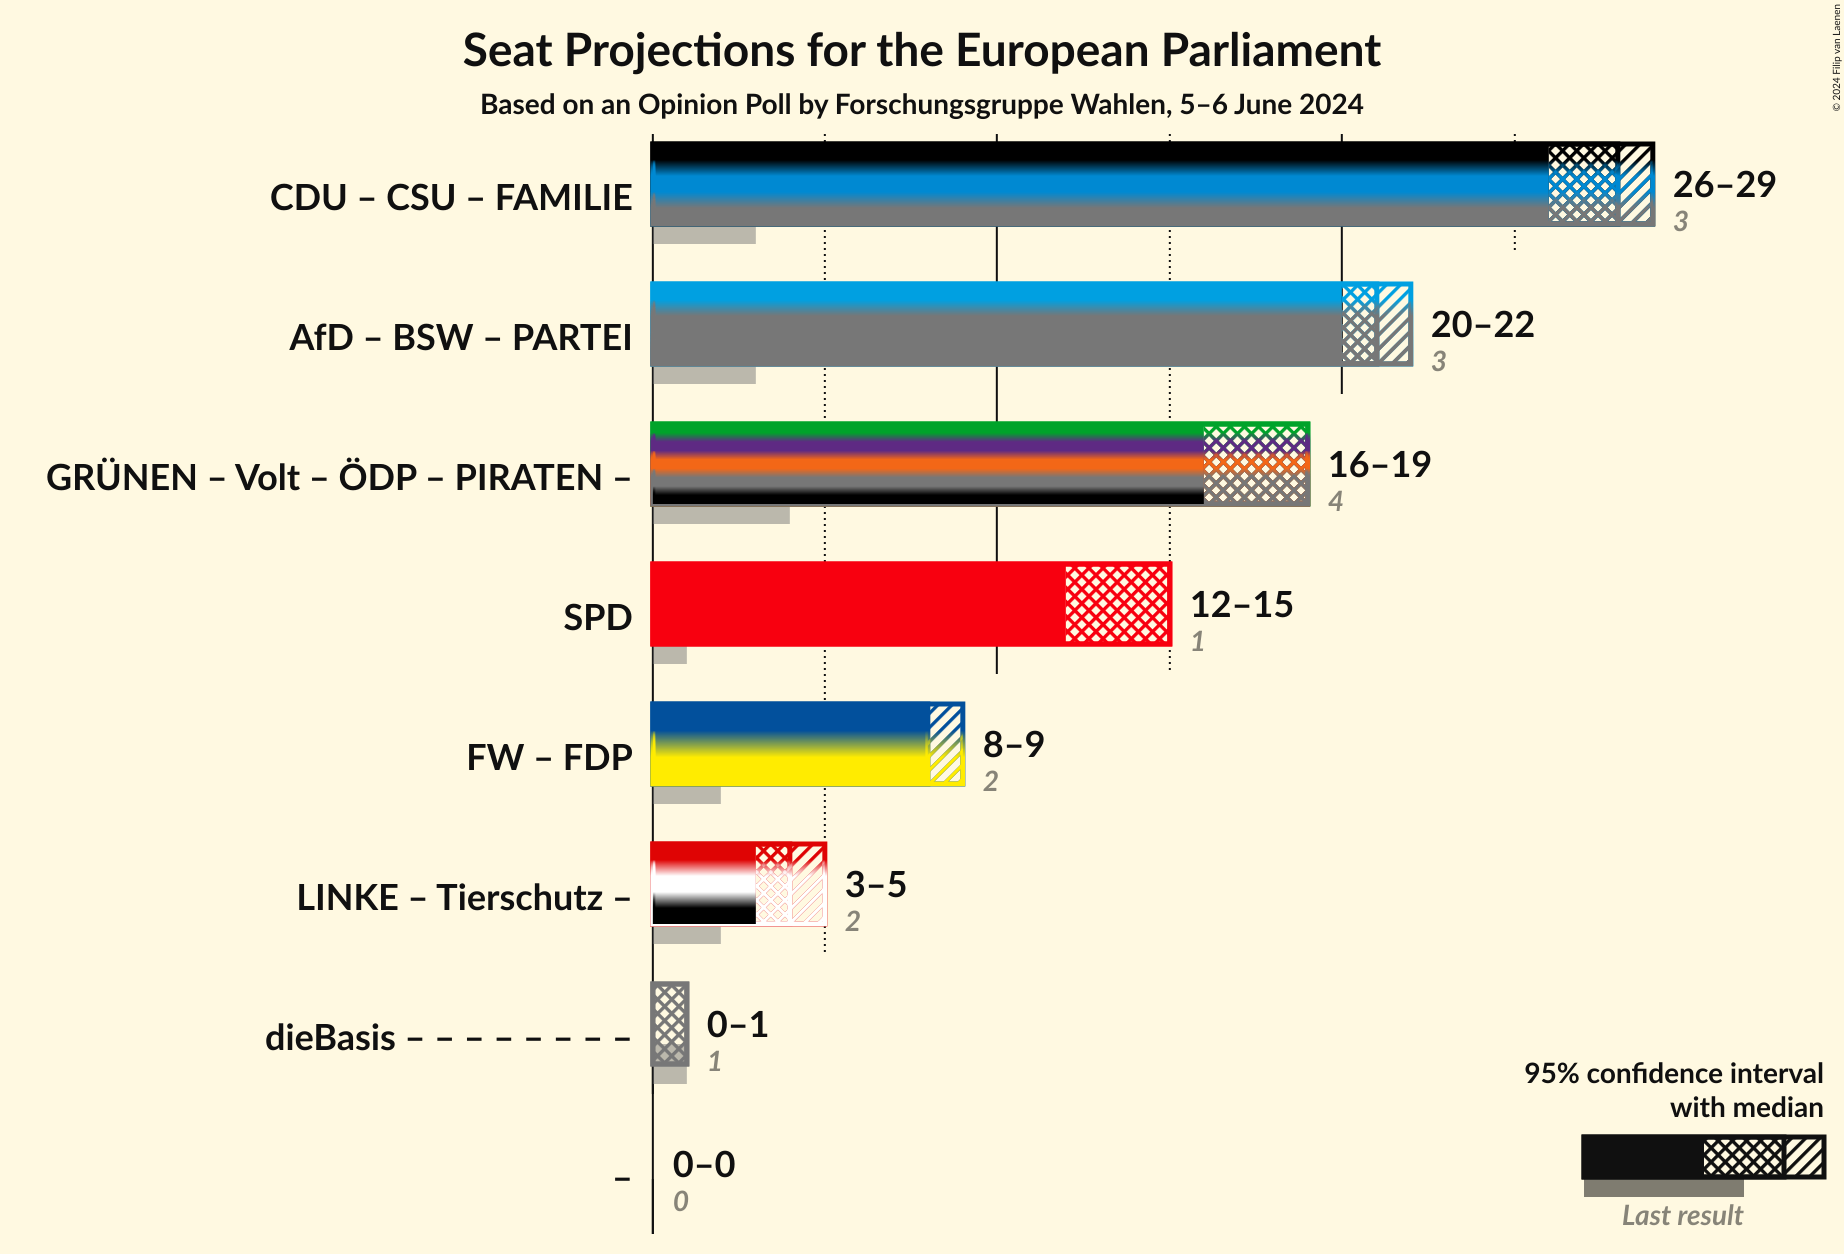 Seat Projections for the European Parliament
Based on an Opinion Poll by Forschungsgruppe Wahlen, 5–6 June 2024
© 2024 Filip van Laenen
CDU – CSU – FAMILIE
26–29
3
AfD – BSW – PARTEI
20–22
3
GRÜNEN – Volt – ÖDP – PIRATEN –
16–19
4
SPD
12–15
1
FW – FDP
8–9
2
LINKE – Tierschutz –
3–5
2
dieBasis – – – – – – – –
0–1
1
–
0–0
0
95% confidence interval
with median
Last result